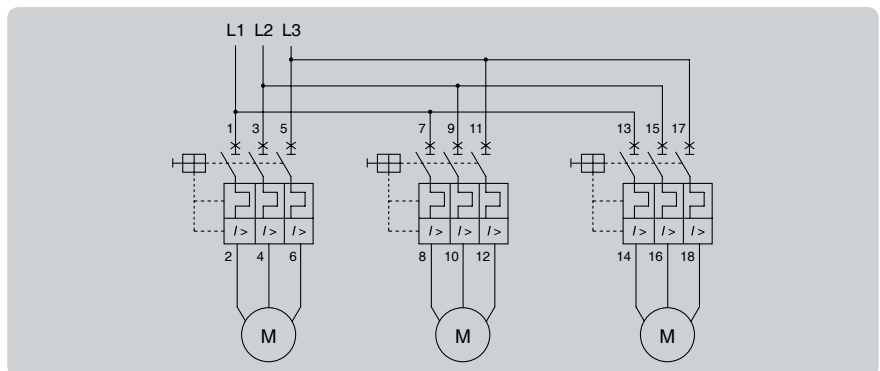 L1 L2 L3
1 3 5 7 9 11 13 15 17
I> I> I> I> I> I> I> I> I>
2 4 6 8 10 12 14 16 18
M M M